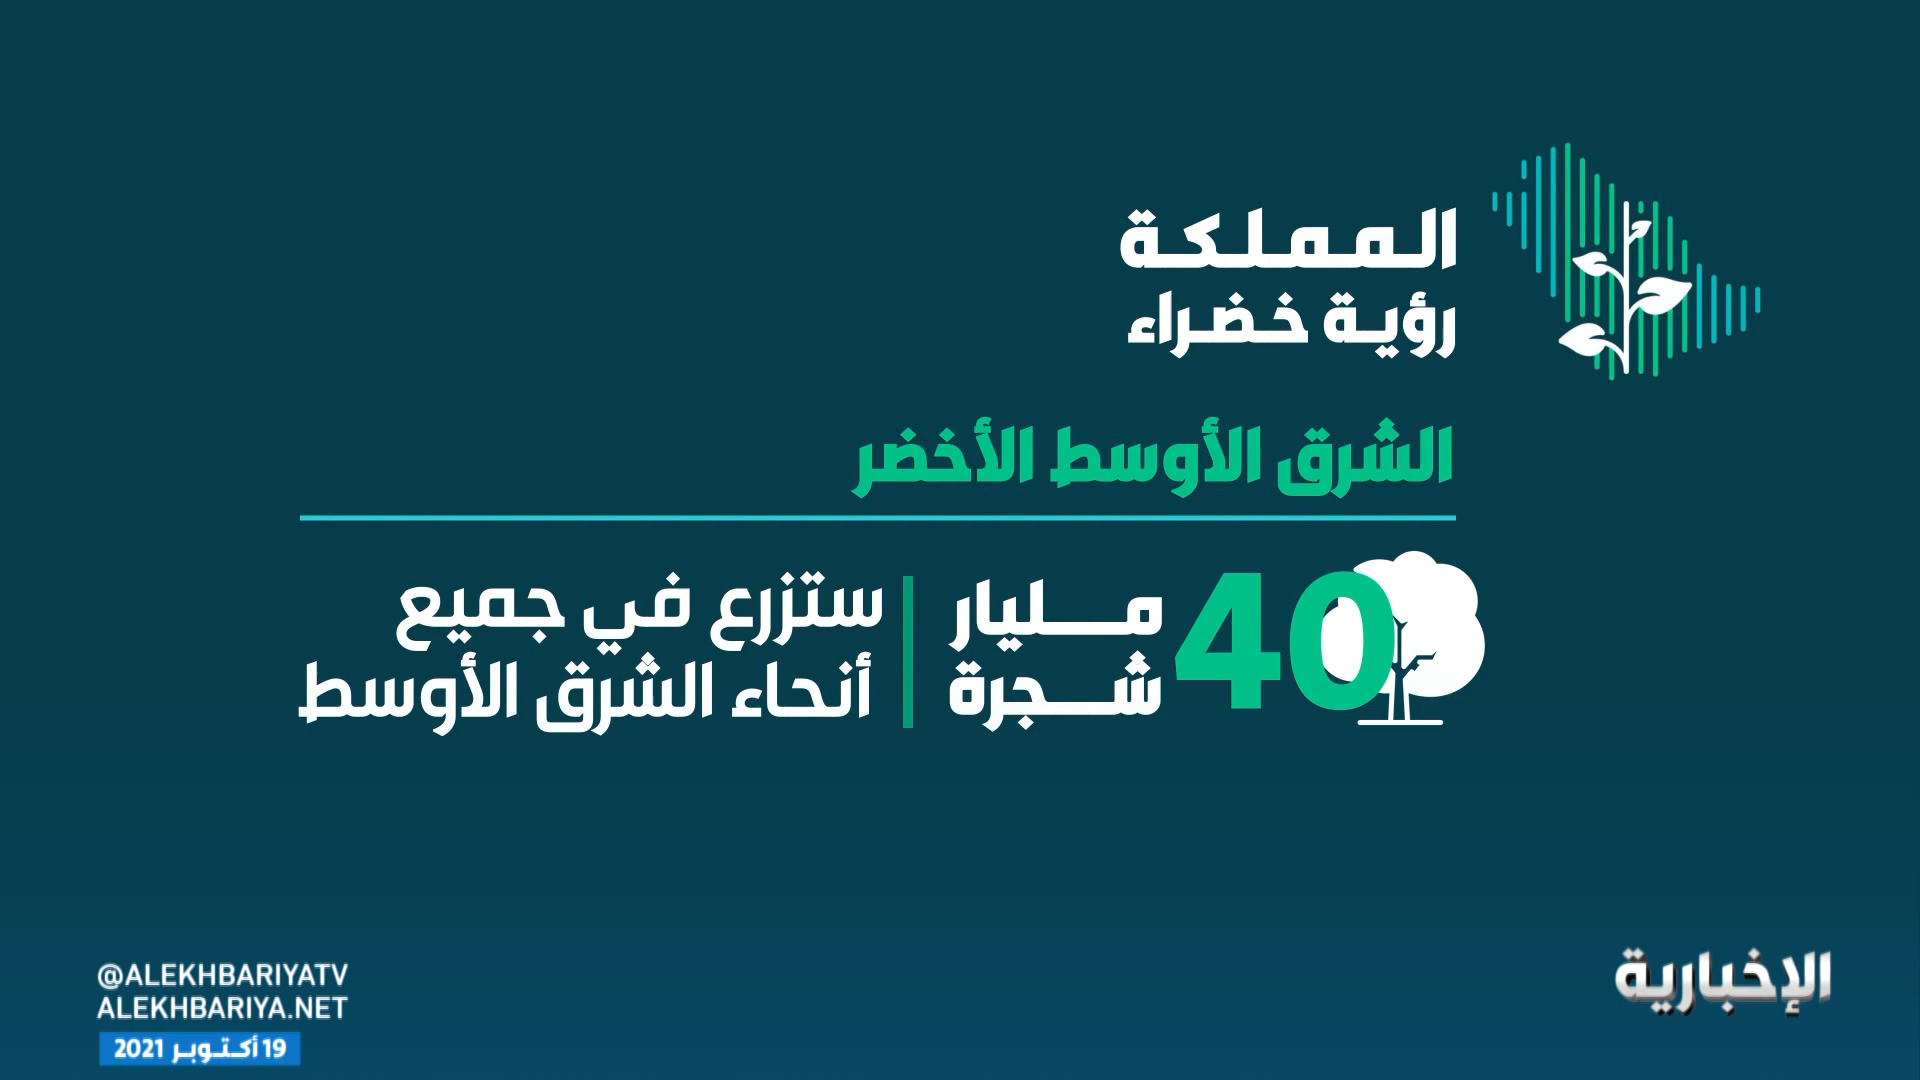 المملكة
رؤية خضراء
الشرق الأوسط الأخضر
40 مليار شجرة
ستزرع في جميع
أنحاء الشرق الأوسط
@ALEKHBARIYATV
ALEKHBARIYA.NET
19 أكتوبر 2021
الإخبارية